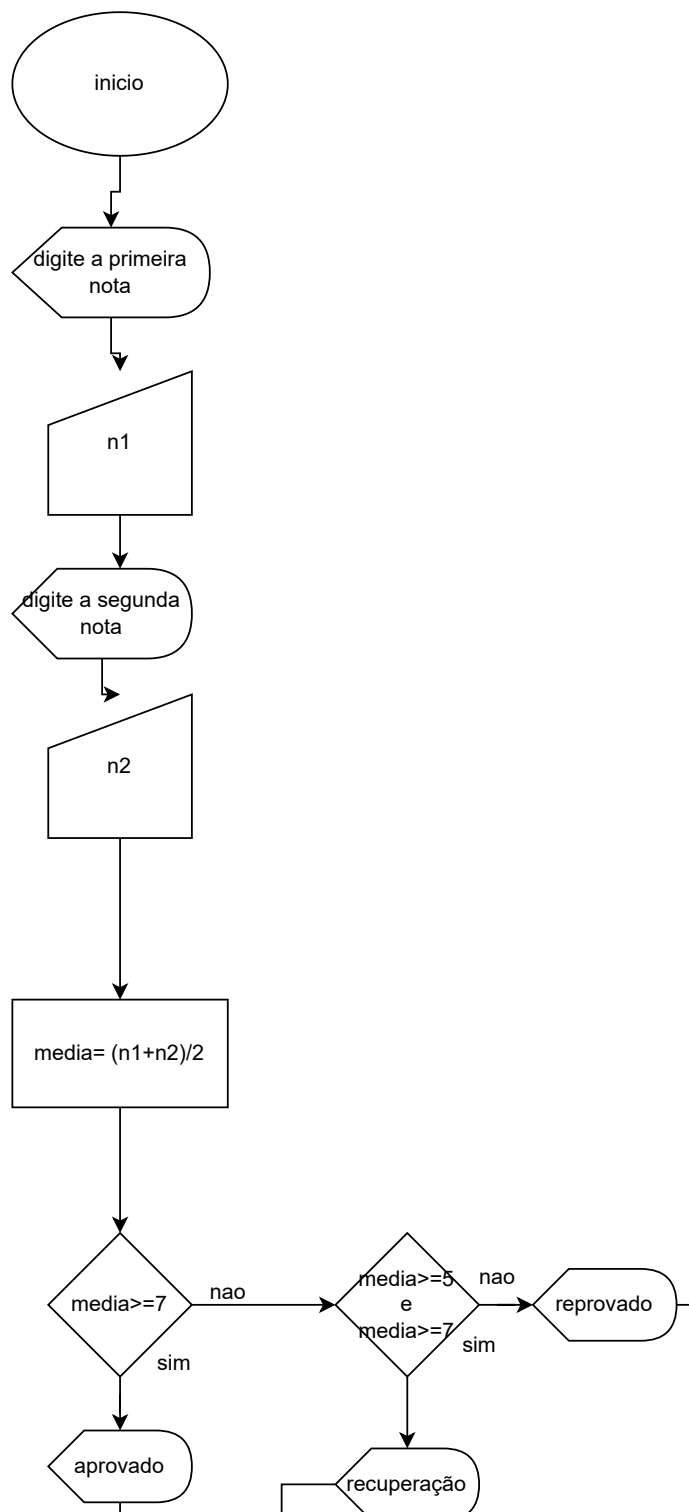 inicio
digite a primeira
nota
n1
digite a segunda
nota
n2
media= (n1+n2)/2
media>=7
nao
sim
media>=5
e
media>=7
nao
sim
reprovado
aprovado
recuperação